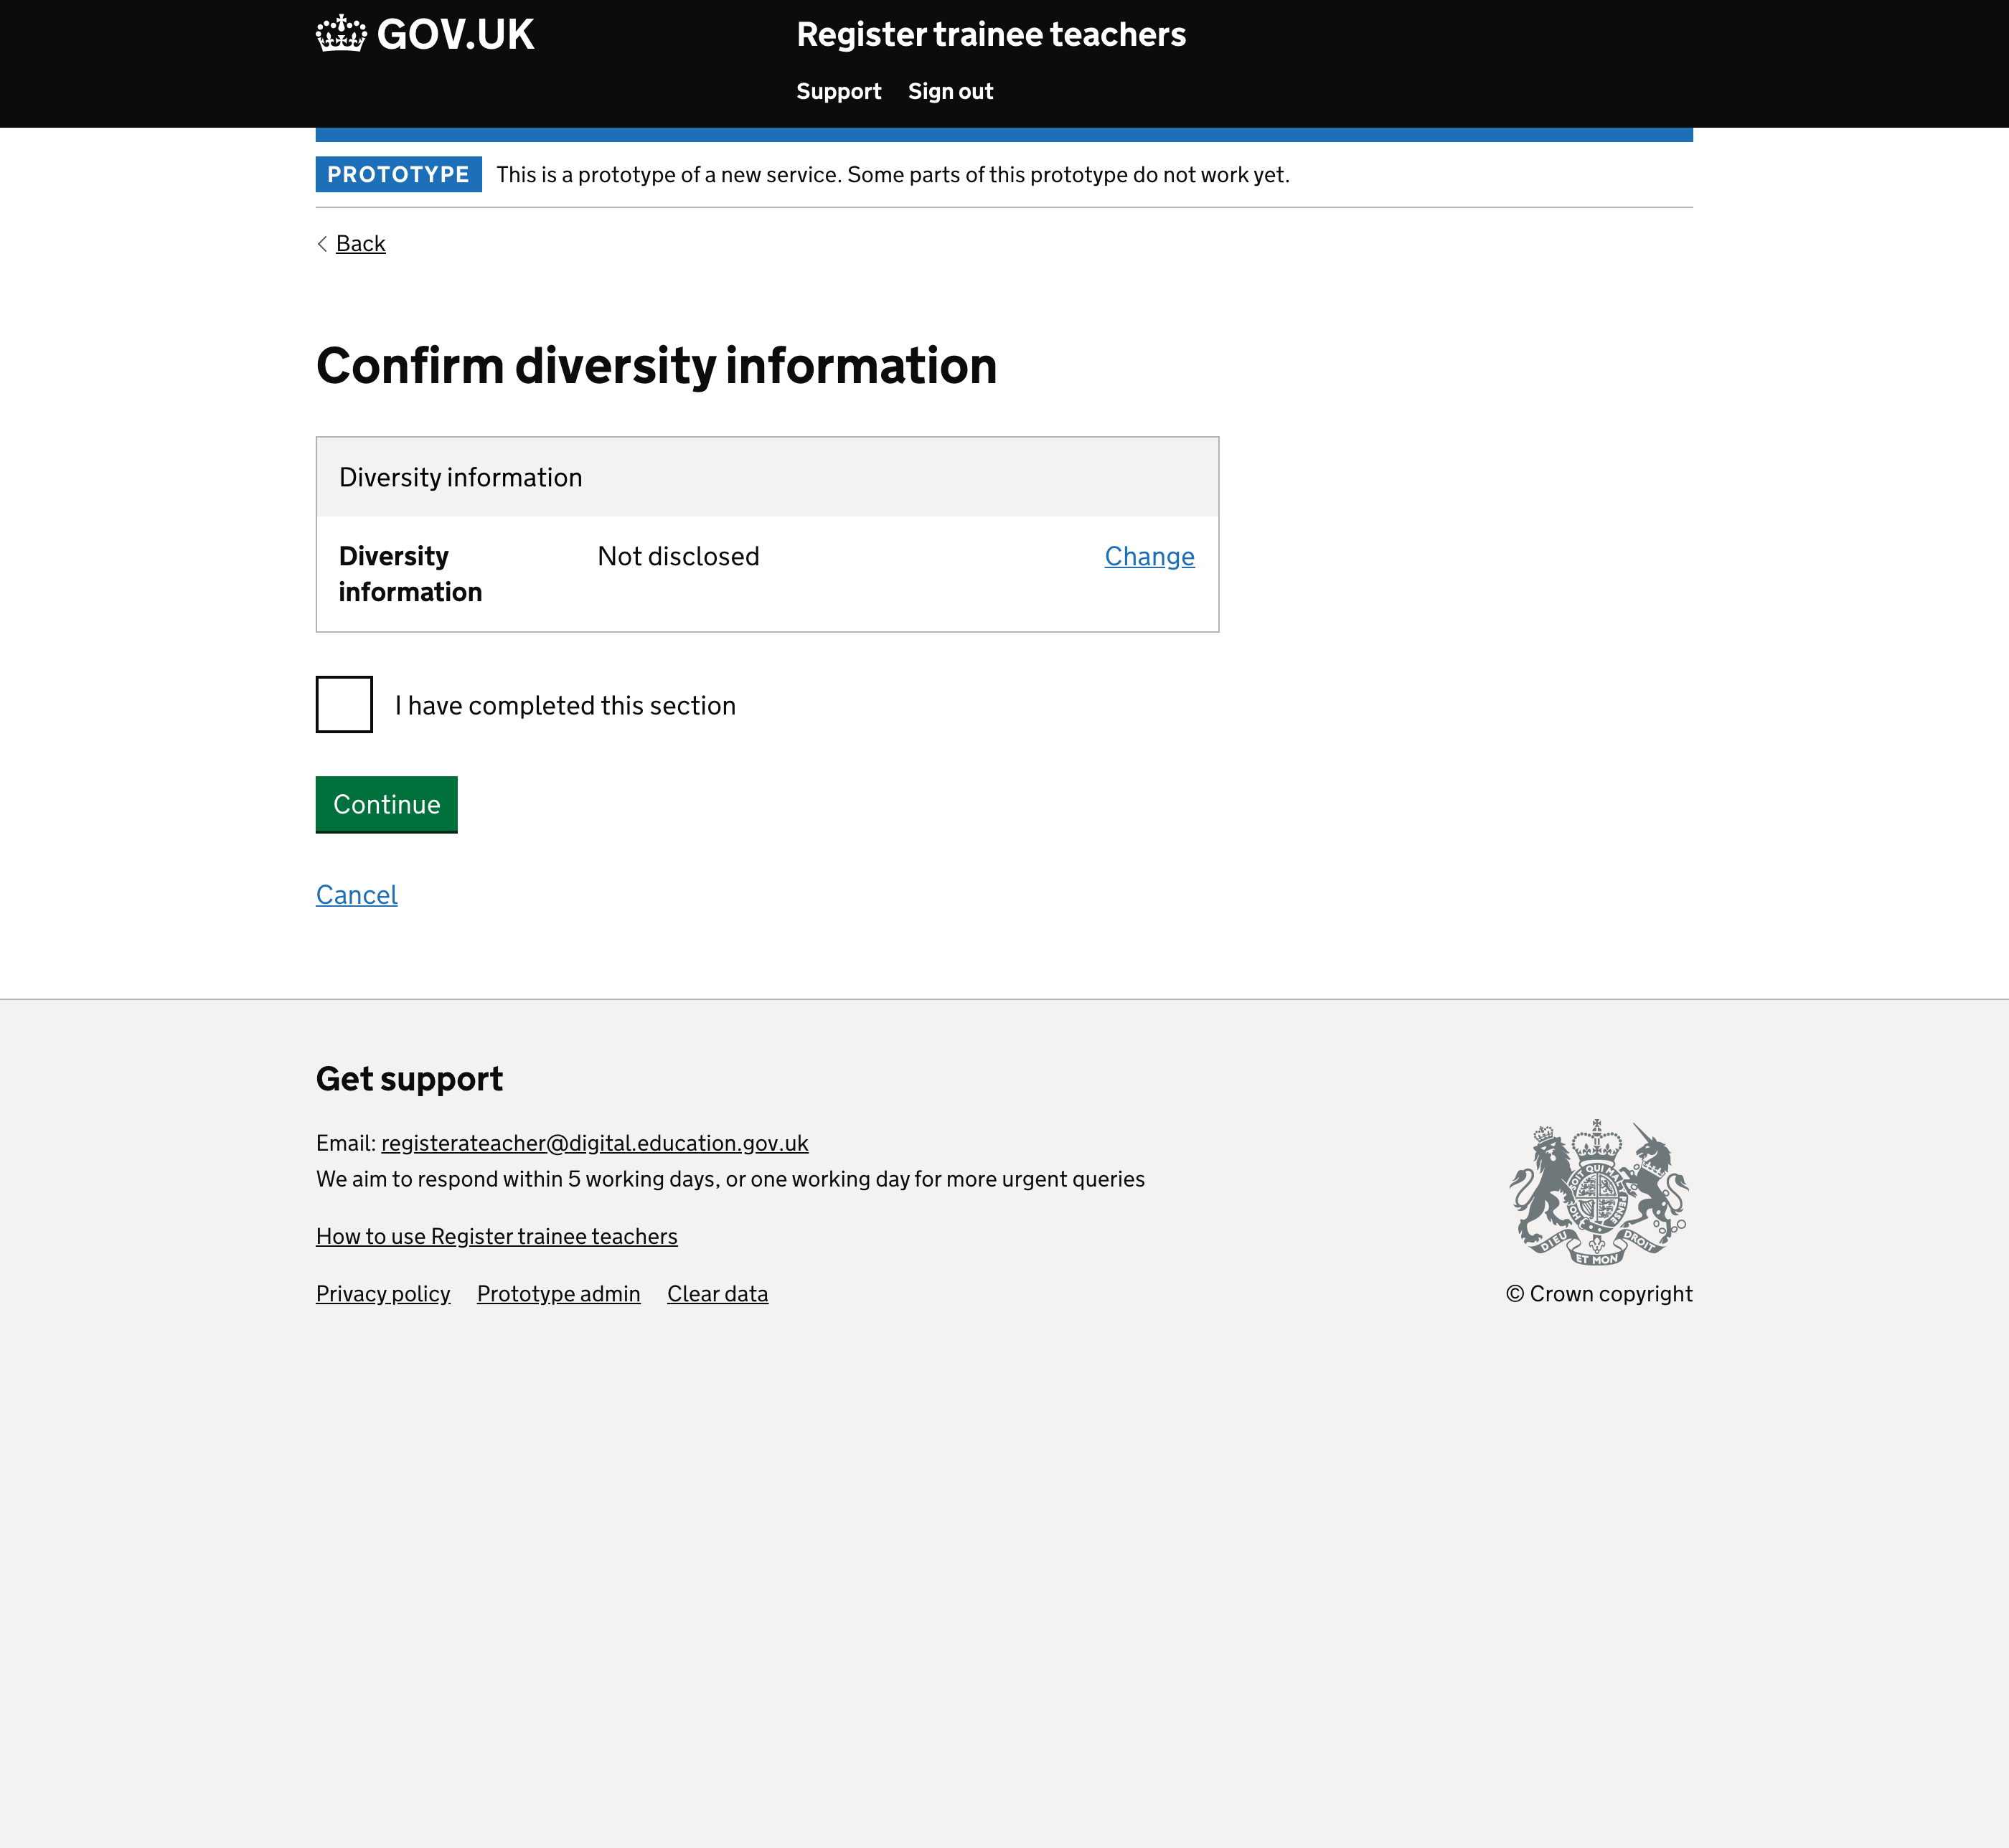 GOV.UK
Register trainee teachers
Support Sign out
PROTOTYPE This is a prototype of a new service. Some parts of this prototype do not work yet.
Back
Confirm diversity information
Diversity information
Diversity information Not disclosed Change
I have completed this section
Continue
Cancel
Get support
Email: registerateacher@digital.education.gov.uk
We aim to respond within 5 working days, or one working day for more urgent queries
How to use Register trainee teachers
Privacy policy Prototype admin Clear data
DIEU ET MON DROIT
© Crown copyright